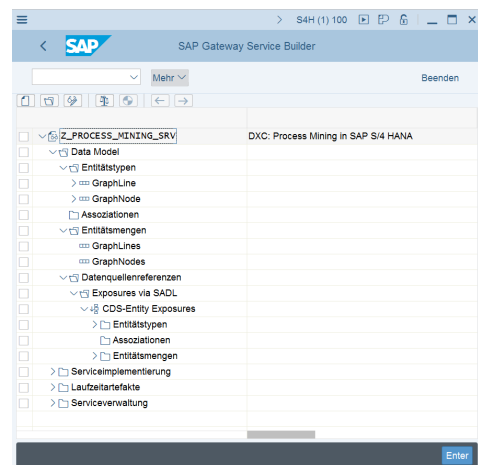 S4H (1) 100
SAP SAP Gateway Service Builder
Mehr Beenden
Z_PROCESS_MINING_SRV DXC: Process Mining in SAP S/4 HANA
Data Model
Entitätstypen
GraphLine
GraphNode
Assoziationen
Entitätsmengen
GraphLines
GraphNodes
Datenquellenreferenzen
Exposures via SADL
CDS-Entity Exposures
Entitätstypen
Assoziationen
Entitätsmengen
Serviceimplementierung
Laufzeitartefakte
Serviceverwaltung
Enter